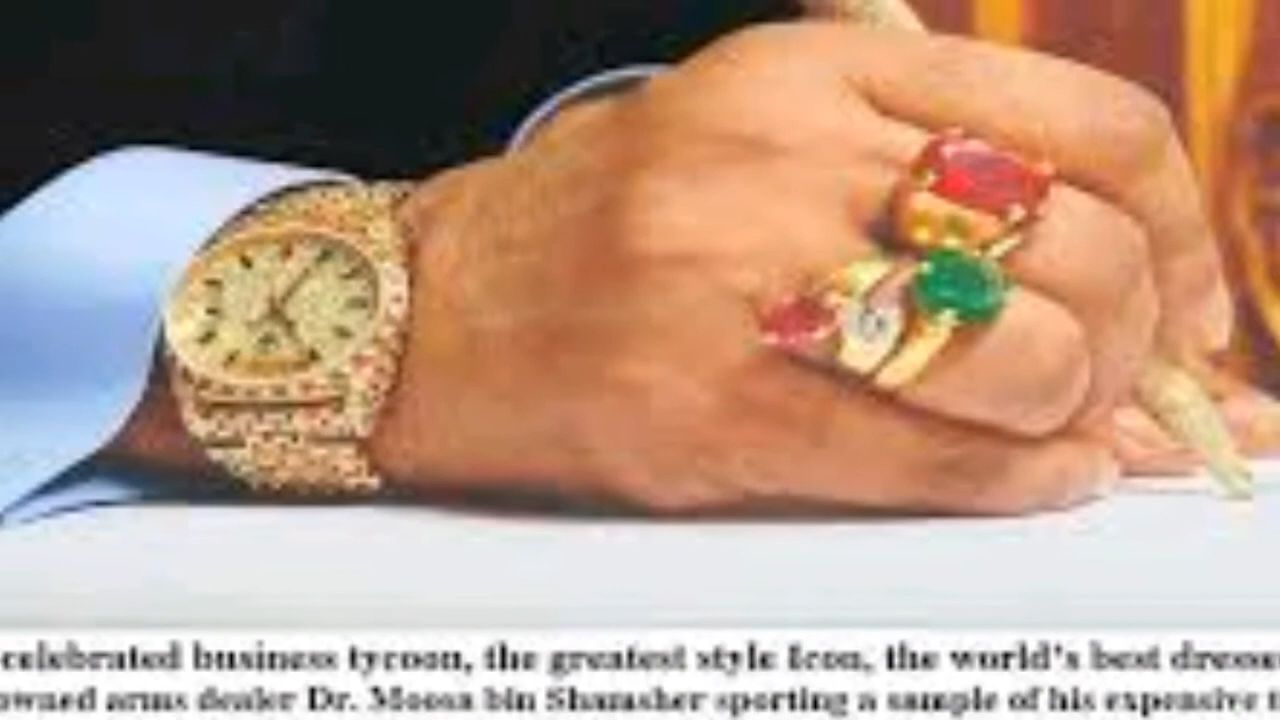 celebrated business tycoon, the greatest style Icon, the world's best dresse
owned arms dealer Dr. Moosa bin Shamsher sporting a sample of his expensive t